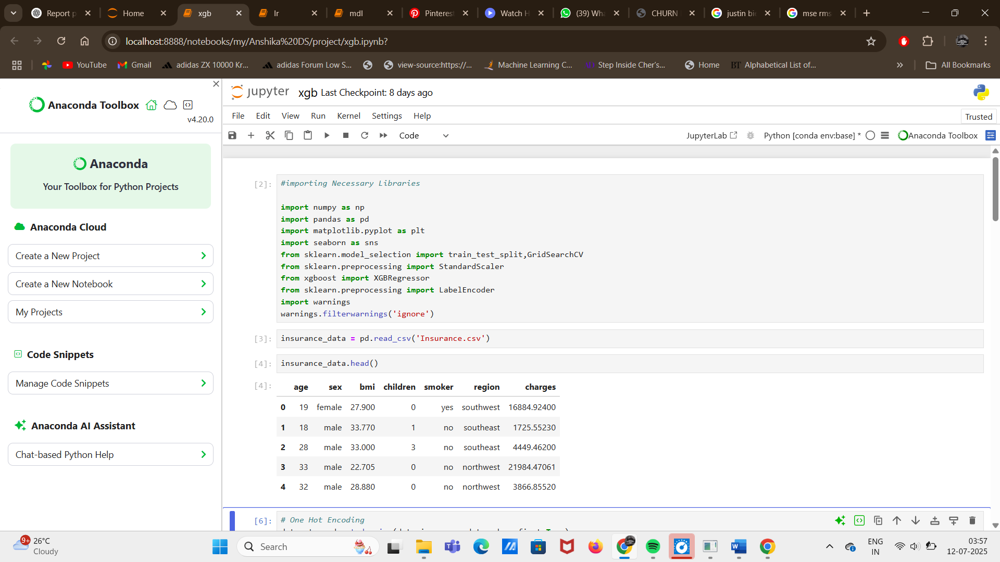 Report p
Home
xgb
lr
mdl
Pinterest
Watch H
(39) Wha
CHURN
justin bie
mse rms
localhost:8888/notebooks/my/Anshika%20DS/project/xgb.ipynb?
YouTube
Gmail
adidas ZX 10000 Kr...
adidas Forum Low S...
view-source:https://...
Machine Learning C...
Step Inside Cher's...
Home
BT
Alphabetical List of...
All Bookmarks
Anaconda Toolbox
v4.20.0
Anaconda
Your Toolbox for Python Projects
Anaconda Cloud
Create a New Project
Create a New Notebook
My Projects
Code Snippets
Manage Code Snippets
Anaconda AI Assistant
Chat-based Python Help
jupyter xgb Last Checkpoint: 8 days ago
File Edit View Run Kernel Settings Help
Trusted
Code
JupyterLab
Python [conda env:base] *
Anaconda Toolbox
[2]: #importing Necessary Libraries
import numpy as np
import pandas as pd
import matplotlib.pyplot as plt
import seaborn as sns
from sklearn.model_selection import train_test_split,GridSearchCV
from sklearn.preprocessing import StandardScaler
from xgboost import XGBRegressor
from sklearn.preprocessing import LabelEncoder
import warnings
warnings.filterwarnings('ignore')
[3]: insurance_data = pd.read_csv('Insurance.csv')
[4]: insurance_data.head()
[4]: age sex bmi children smoker region charges
0 19 female 27.900 0 yes southwest 16884.92400
1 18 male 33.770 1 no southeast 1725.55230
2 28 male 33.000 3 no southeast 4449.46200
3 33 male 22.705 0 no northwest 21984.47061
4 32 male 28.880 0 no northwest 3866.85520
[6]: # One Hot Encoding
9+
26°C
Cloudy
Search
ENG
IN
03:57
12-07-2025